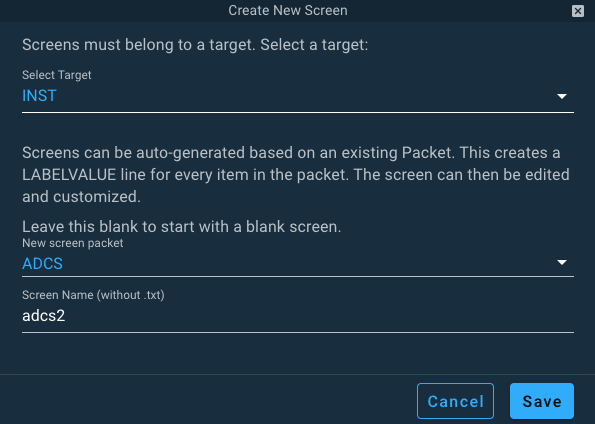 Create New Screen
Screens must belong to a target. Select a target:
Select Target
INST
Screens can be auto-generated based on an existing Packet. This creates a
LABELVALUE line for every item in the packet. The screen can then be edited
and customized.
Leave this blank to start with a blank screen.
New screen packet
ADCS
Screen Name (without .txt)
adcs2
Cancel Save